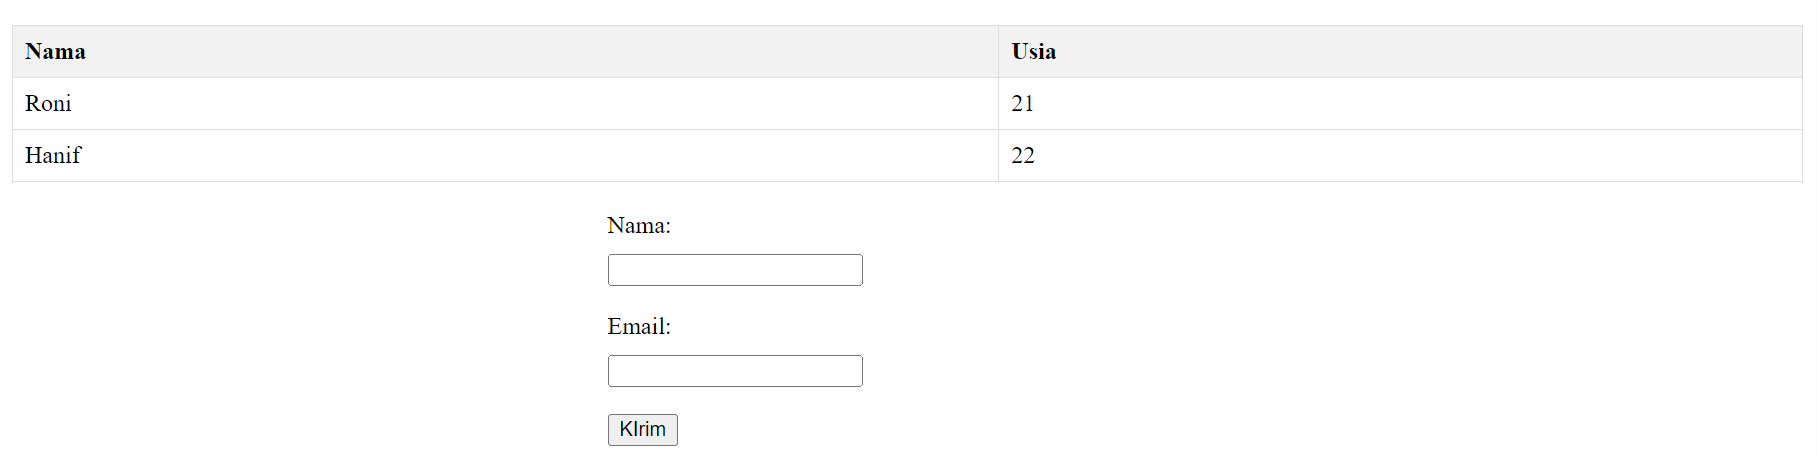 Nama Usia
Roni 21
Hanif 22
Nama:
Email:
KIrim